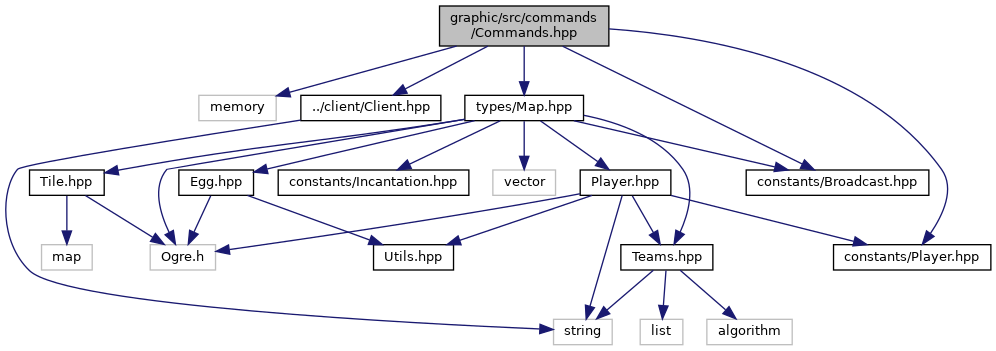 graphic/src/commands
/Commands.hpp
memory
../client/Client.hpp
types/Map.hpp
Tile.hpp
Egg.hpp
constants/Incantation.hpp
vector
Player.hpp
constants/Broadcast.hpp
map
Ogre.h
Utils.hpp
Teams.hpp
constants/Player.hpp
string
list
algorithm